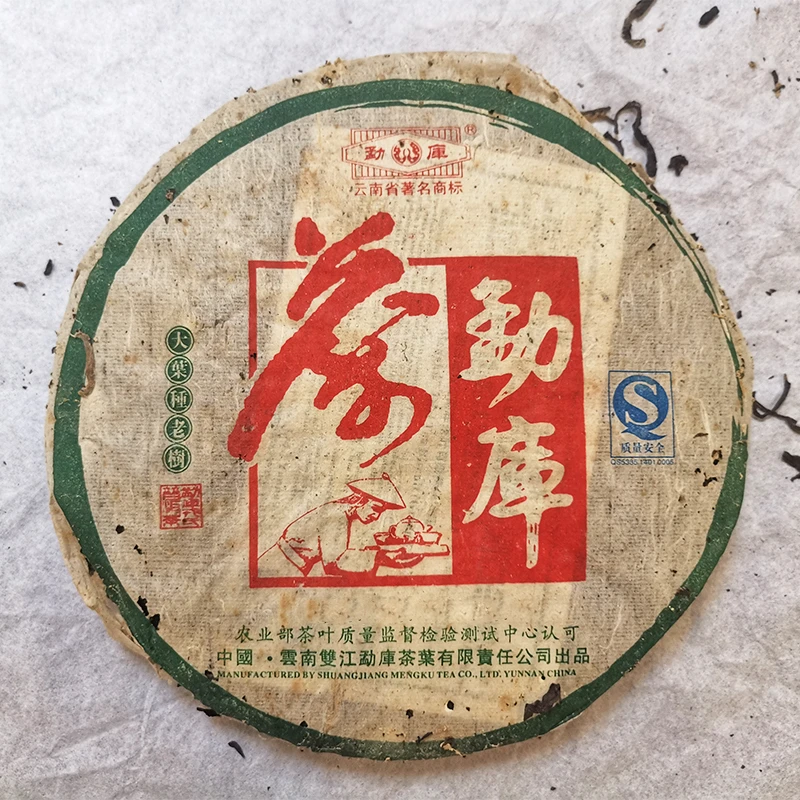 勐 庫 ®
云南省著名商标
茶
勐庫
大葉種老樹
S
质量安全
农业部茶叶质量监督检验测试中心认可
中國·雲南雙江勐庫茶葉有限責任公司出品
MANUFACTURED BY SHUANGJIANG MENGKU TEA CO., LTD. YUNNAN CHINA